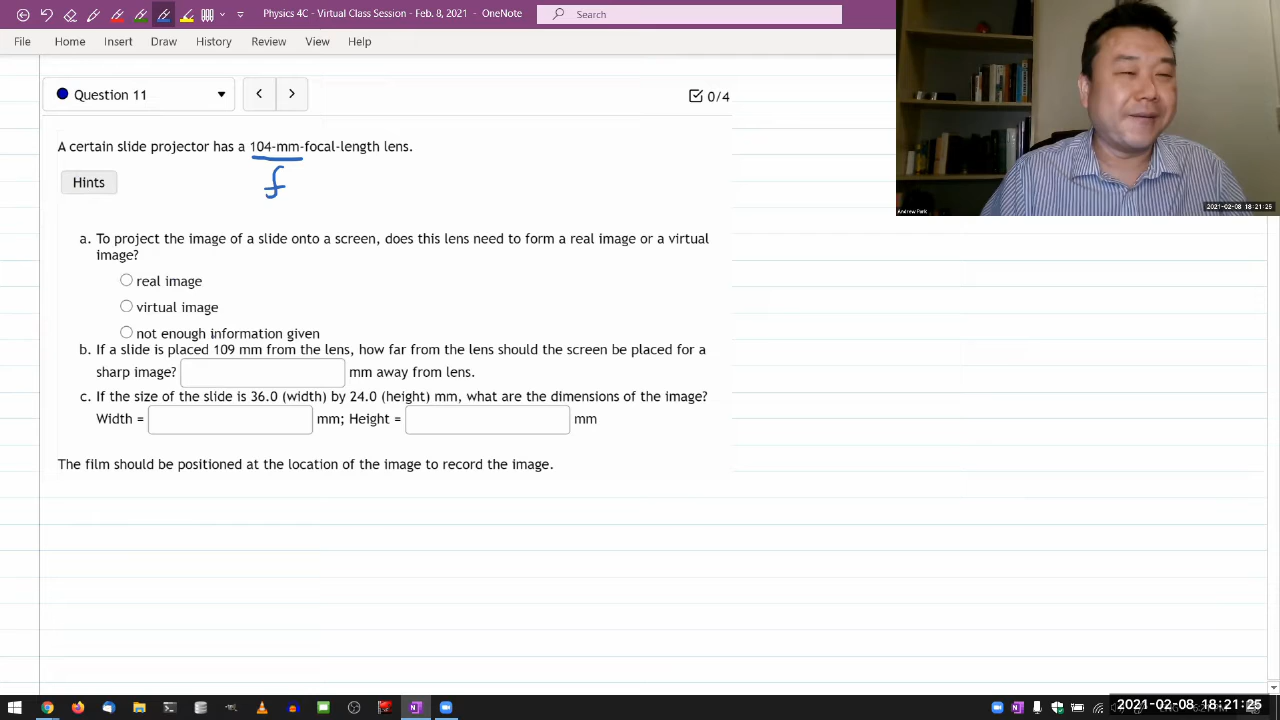 Physics 4C Virtual Session - Feb. 8, 2021 - OneNote
Search
File Home Insert Draw History Research Review View Help
Question 11
0/4
A certain slide projector has a 104-mm-focal-length lens.
f
Hints
a. To project the image of a slide onto a screen, does this lens need to form a real image or a virtual
image?
real image
virtual image
not enough information given
b. If a slide is placed 109 mm from the lens, how far from the lens should the screen be placed for a
sharp image? mm away from lens.
c. If the size of the slide is 36.0 (width) by 24.0 (height) mm, what are the dimensions of the image?
Width = mm; Height = mm
The film should be positioned at the location of the image to record the image.
Andrew Park
2021-02-08 18:21:26
2021-02-08 18:21:25